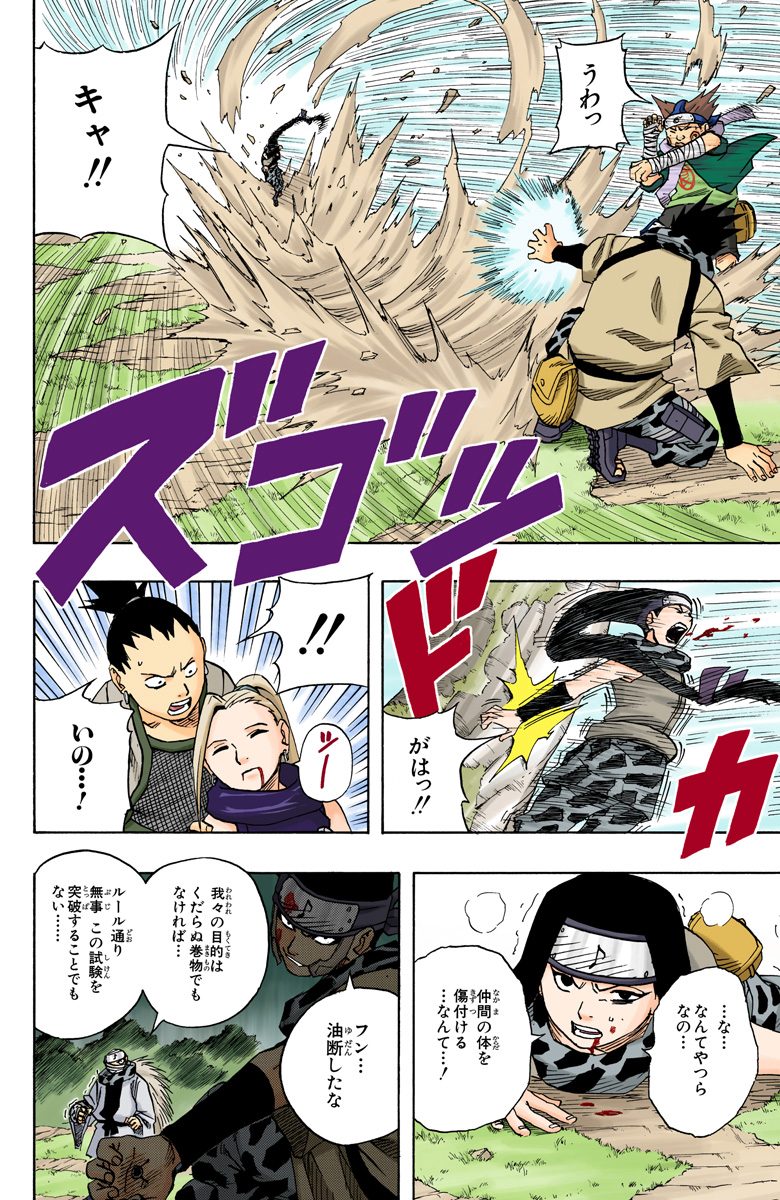 うわっ
キャ!!
ズゴゴッ
ドカ
がはっ!!
!!
いの…!
ツー
…な…
なんてやつら
なの…
仲間の体を
傷付ける
…なんて…!
フン…
油断したな
我々の目的は
くだらぬ巻物でも
なければ…
ルール通り
無事 この試験を
突破することでも
ない……